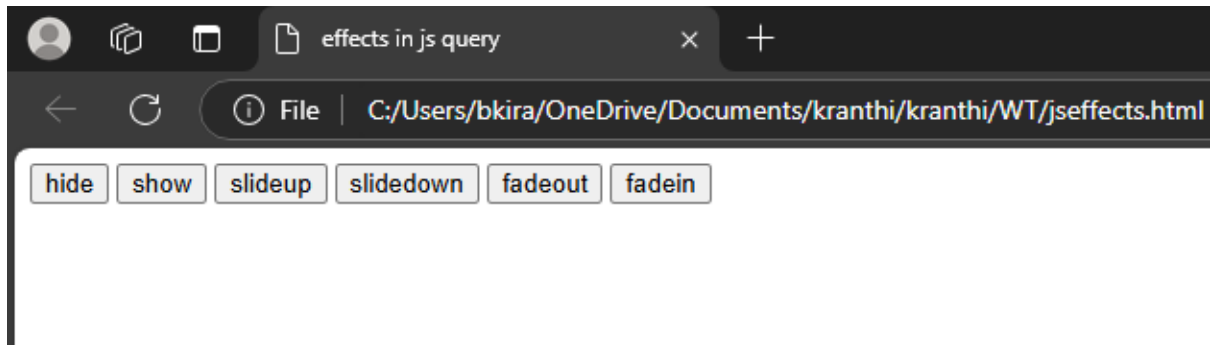 effects in js query
File | C:/Users/bkira/OneDrive/Documents/kranthi/kranthi/WT/jseffects.html
hide show slideup slidedown fadeout fadein